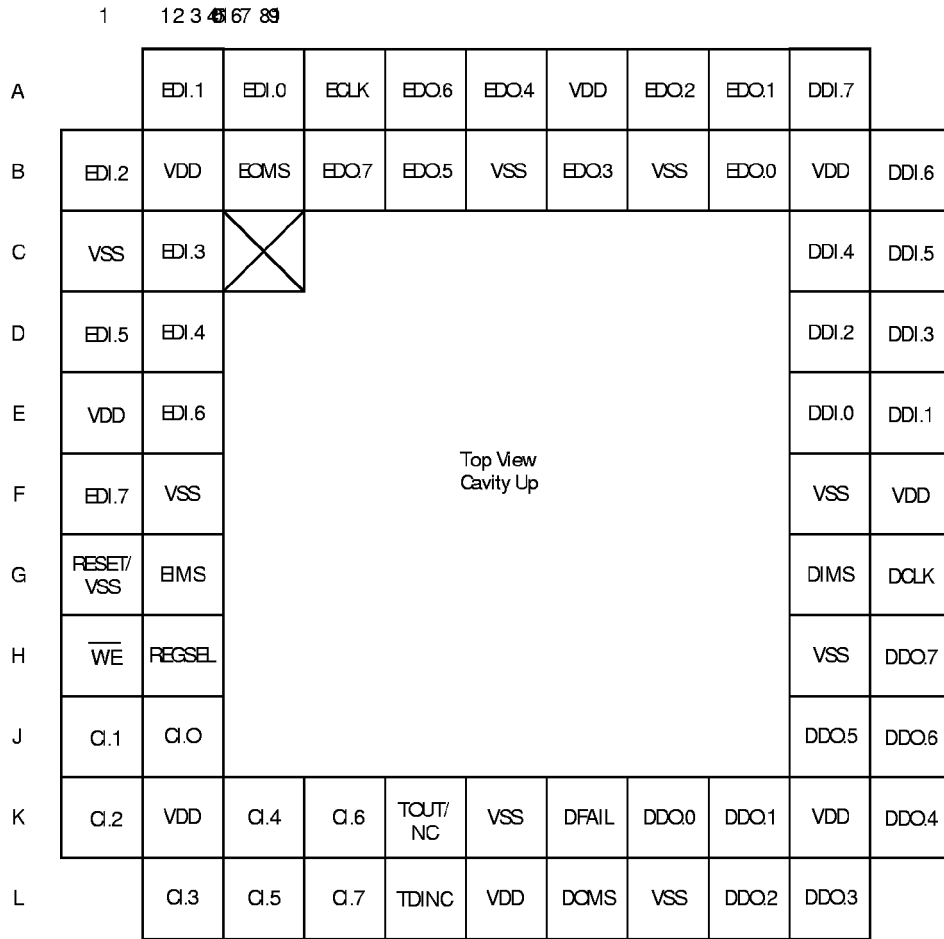 1 1 2 3 6 7
A EDI.1 EDI.0 ECLK EDO.6 EDO.4 VDD EDO.2 EDO.1 DDI.7
B EDI.2 VDD EOMS EDO.7 EDO.5 VSS EDO.3 VSS EDO.0 VDD DDI.6
C VSS EDI.3 DDI.4 DDI.5
D EDI.5 EDI.4 DDI.2 DDI.3
E VDD EDI.6 DDI.0 DDI.1
Top View
Cavity Up
F EDI.7 VSS VSS VDD
G RESET/ VSS EIMS DIMS DCLK
H WE REGSEL VSS DDO.7
J CI.1 CI.O DDO.5 DDO.6
K CI.2 VDD CI.4 CI.6 TOUT/ NC VSS DFAIL DDO.0 DDO.1 VDD DDO.4
L CI.3 CI.5 CI.7 TDINC VDD DOMS VSS DDO.2 DDO.3